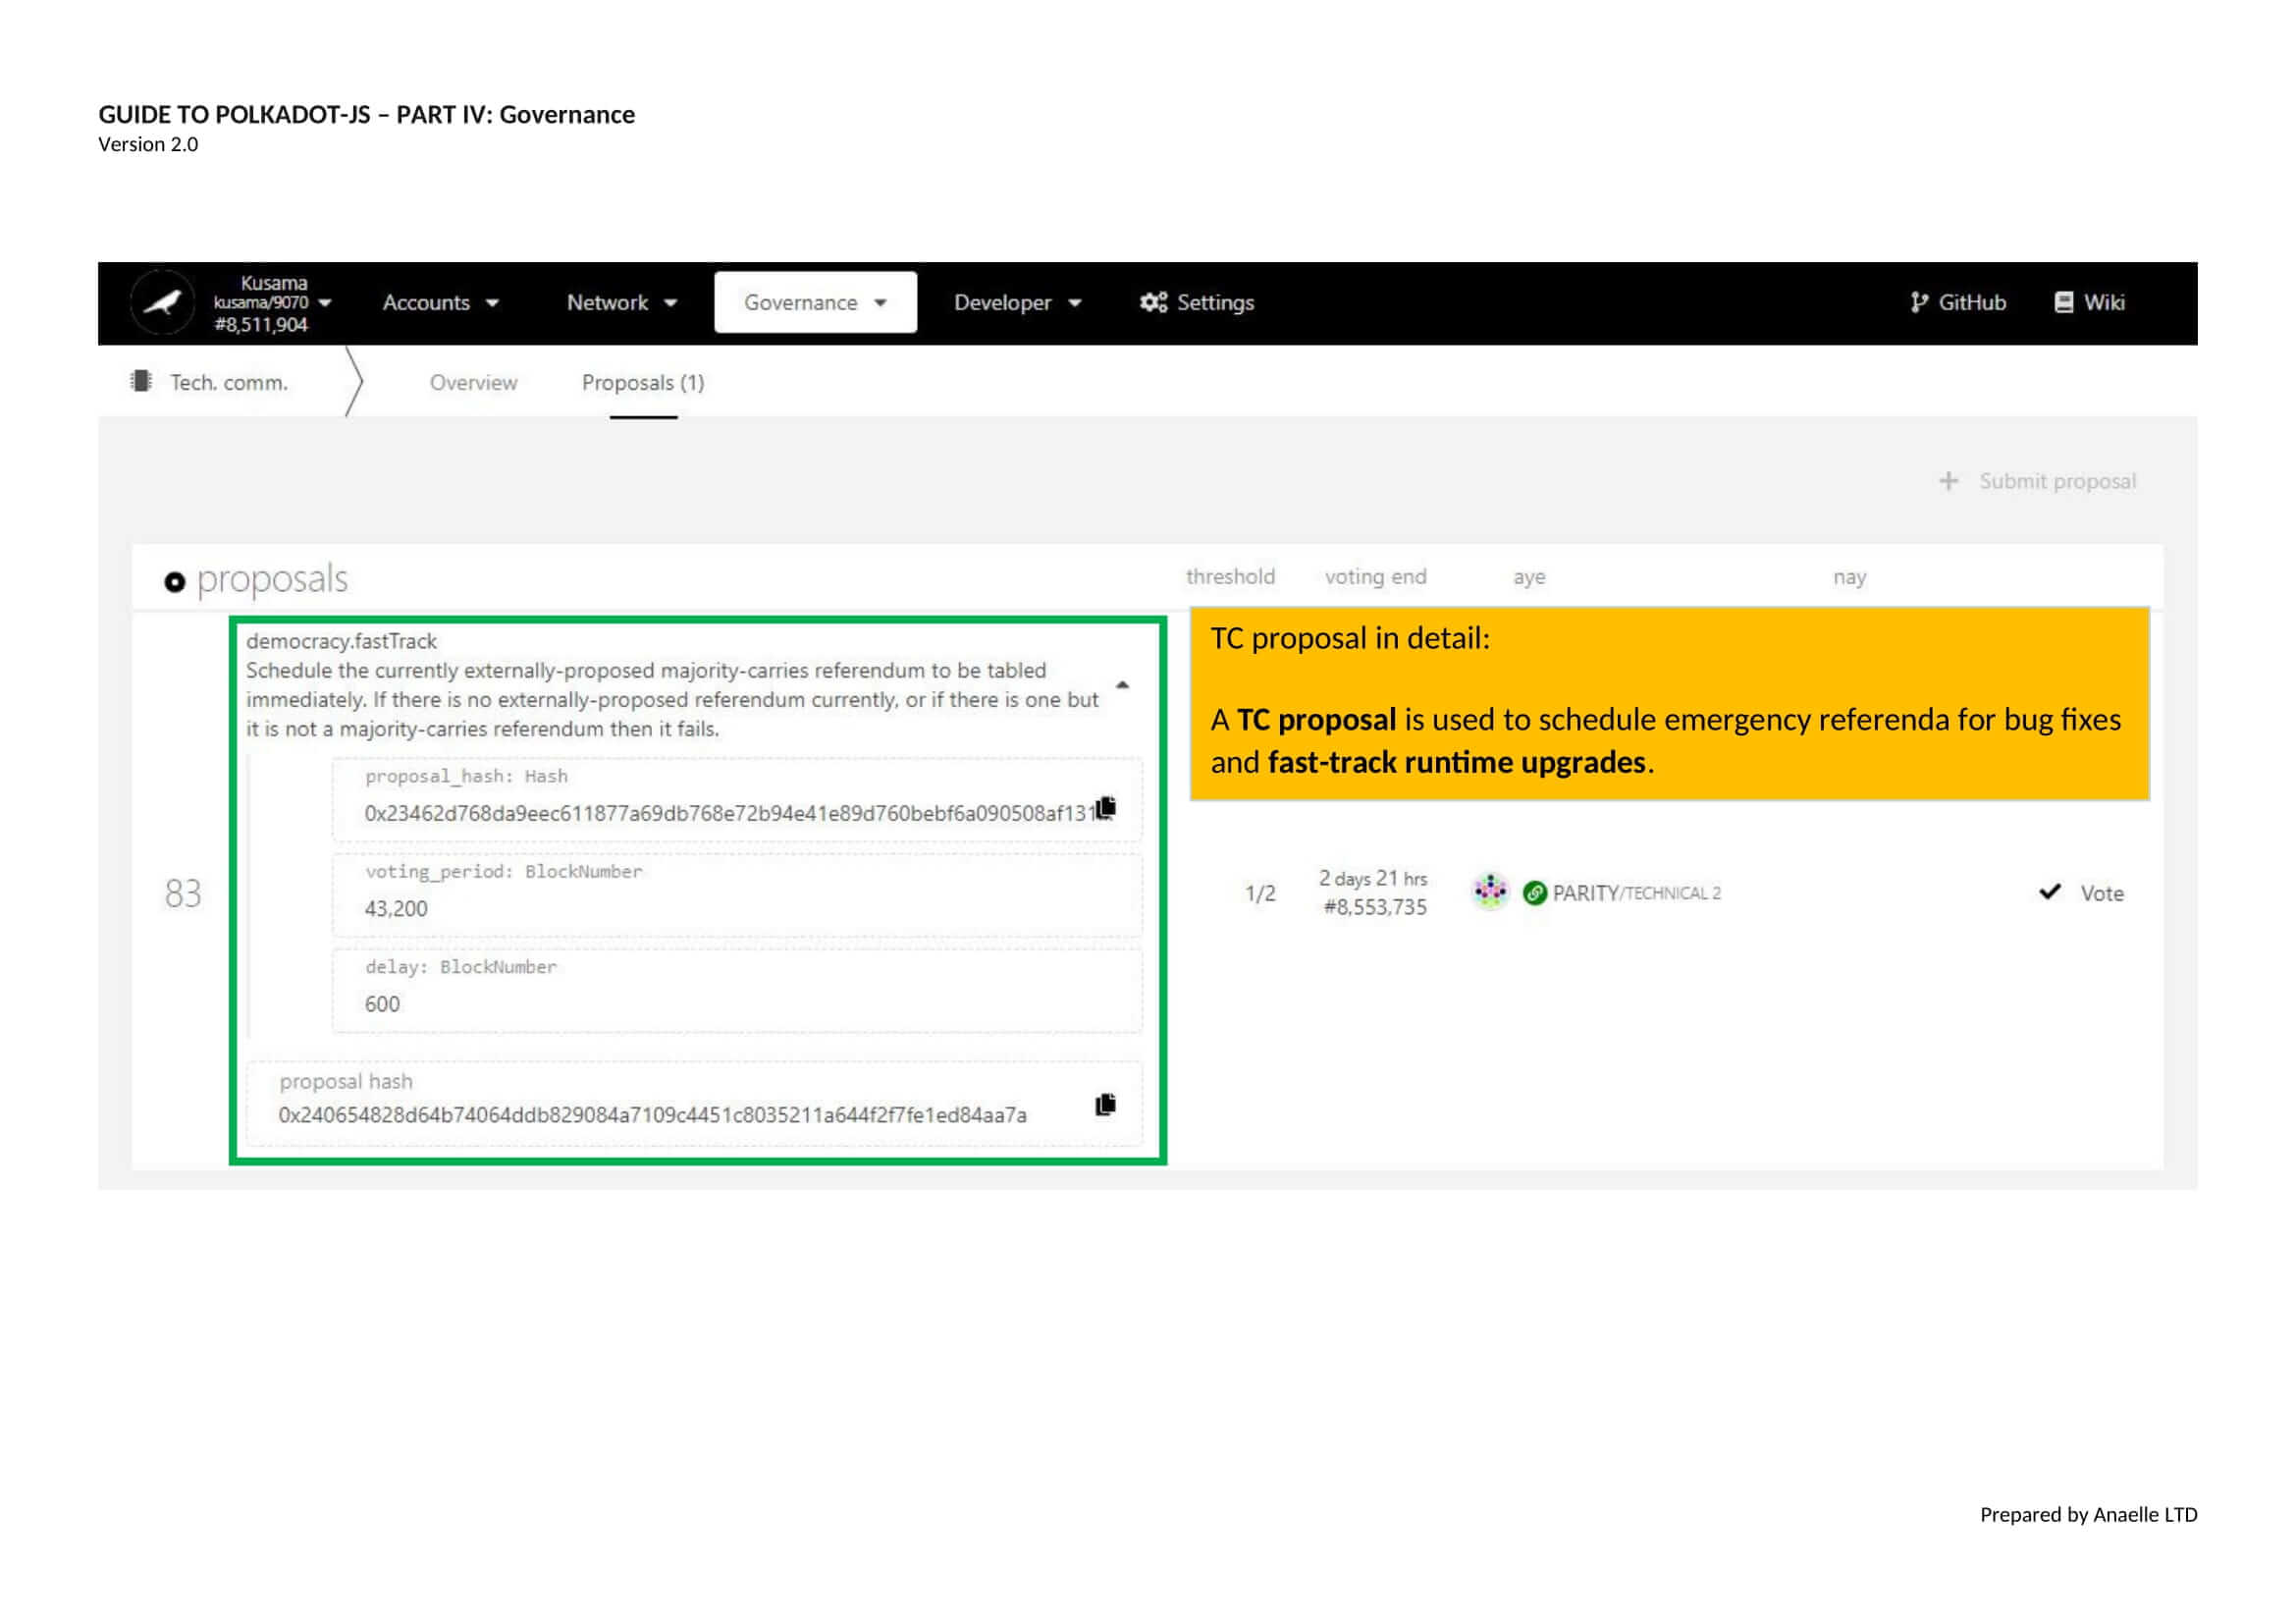 GUIDE TO POLKADOT-JS – PART IV: Governance
Version 2.0
Kusama
kusama/9070
#8,511,904
Accounts
Network
Governance
Developer
Settings
GitHub
Wiki
Tech. comm.
Overview
Proposals (1)
+ Submit proposal
proposals
threshold
voting end
aye
nay
democracy.fastTrack
Schedule the currently externally-proposed majority-carries referendum to be tabled
immediately. If there is no externally-proposed referendum currently, or if there is one but
it is not a majority-carries referendum then it fails.
TC proposal in detail:
A TC proposal is used to schedule emergency referenda for bug fixes
and fast-track runtime upgrades.
proposal_hash: Hash
0x23462d768da9eec611877a69db768e72b94e41e89d760bebf6a090508af131
voting_period: BlockNumber
43,200
83
1/2
2 days 21 hrs
#8,553,735
PARITY/TECHNICAL 2
Vote
delay: BlockNumber
600
proposal hash
0x240654828d64b74064ddb829084a7109c4451c8035211a644f2f7fe1ed84aa7a
Prepared by Anaelle LTD